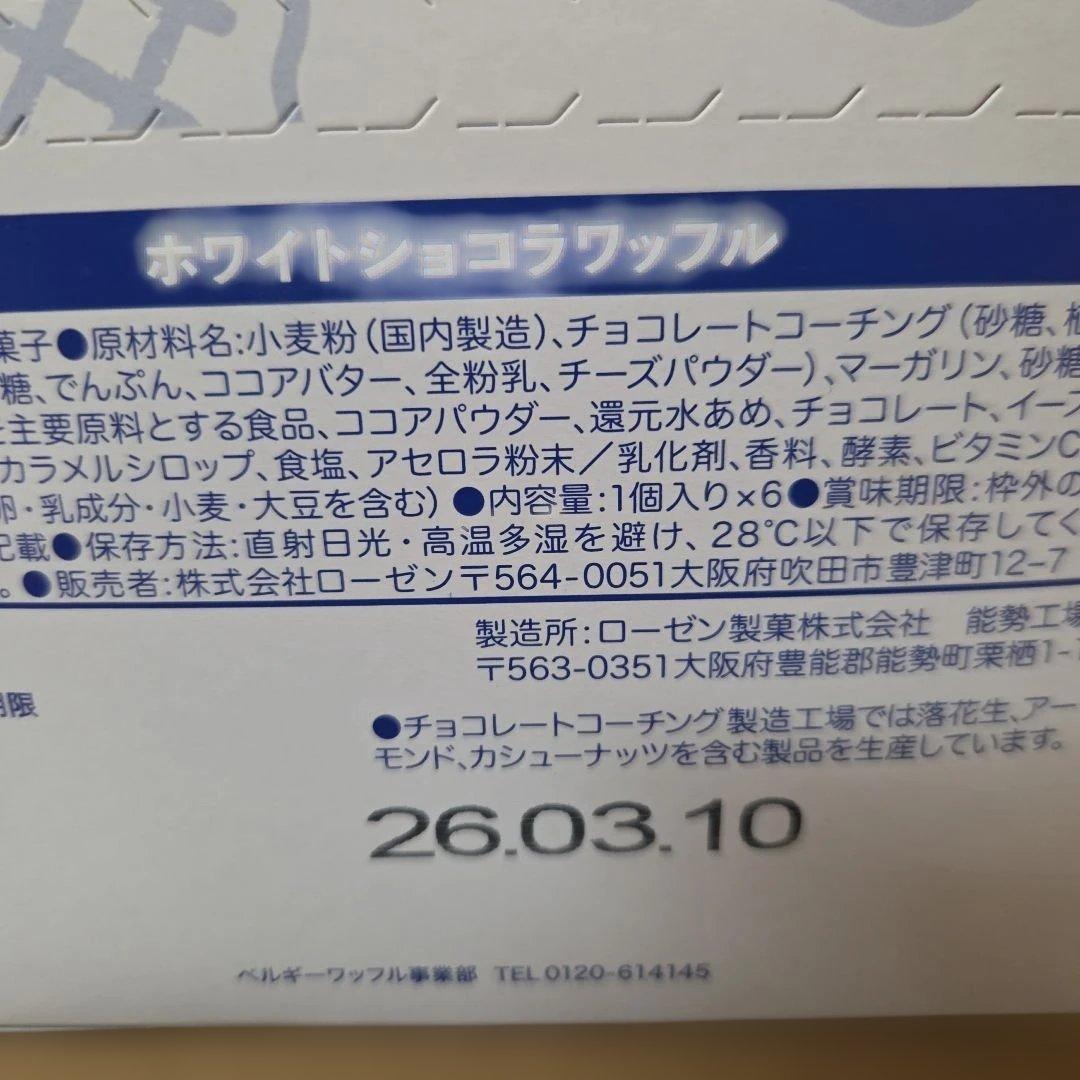 ホワイトショコラワッフル
菓子●原材料名:小麦粉(国内製造)、チョコレートコーチング(砂糖、植
糖、でんぷん、ココアバター、全粉乳、チーズパウダー)、マーガリン、砂糖
を主要原料とする食品、ココアパウダー、還元水あめ、チョコレート、イース
カラメルシロップ、食塩、アセロラ粉末/乳化剤、香料、酵素、ビタミンC
卵・乳成分・小麦・大豆を含む)●内容量:1個入り×6●賞味期限:枠外の
記載●保存方法:直射日光・高温多湿を避け、28℃以下で保存してく
。●販売者:株式会社ローゼン〒564-0051大阪府吹田市豊津町12-7
製造所:ローゼン製菓株式会社 能勢工場
〒563-0351大阪府豊能郡能勢町栗栖1-1
期限
●チョコレートコーチング製造工場では落花生、アー
モンド、カシューナッツを含む製品を生産しています。
26.03.10
ベルギーワッフル事業部 TEL 0120-614145